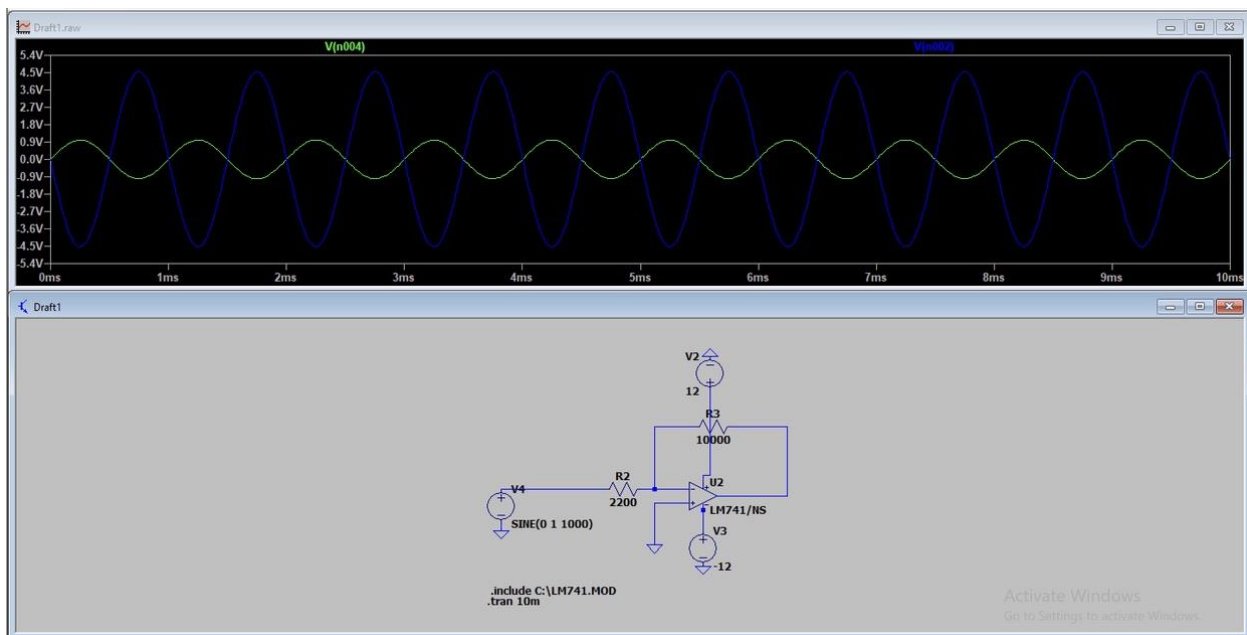 Draft1.raw
V(n004) V(n002)
5.4V
4.5V
3.6V
2.7V
1.8V
0.9V
0.0V
-0.9V
-1.8V
-2.7V
-3.6V
-4.5V
-5.4V
0ms 1ms 2ms 3ms 4ms 5ms 6ms 7ms 8ms 9ms 10ms
Draft1
V2
12
R3
10000
R2
2200
V4
SINE(0 1 1000)
U2
LM741/NS
V3
-12
.include C:\LM741.MOD
.tran 10m
Activate Windows
Go to Settings to activate Windows.